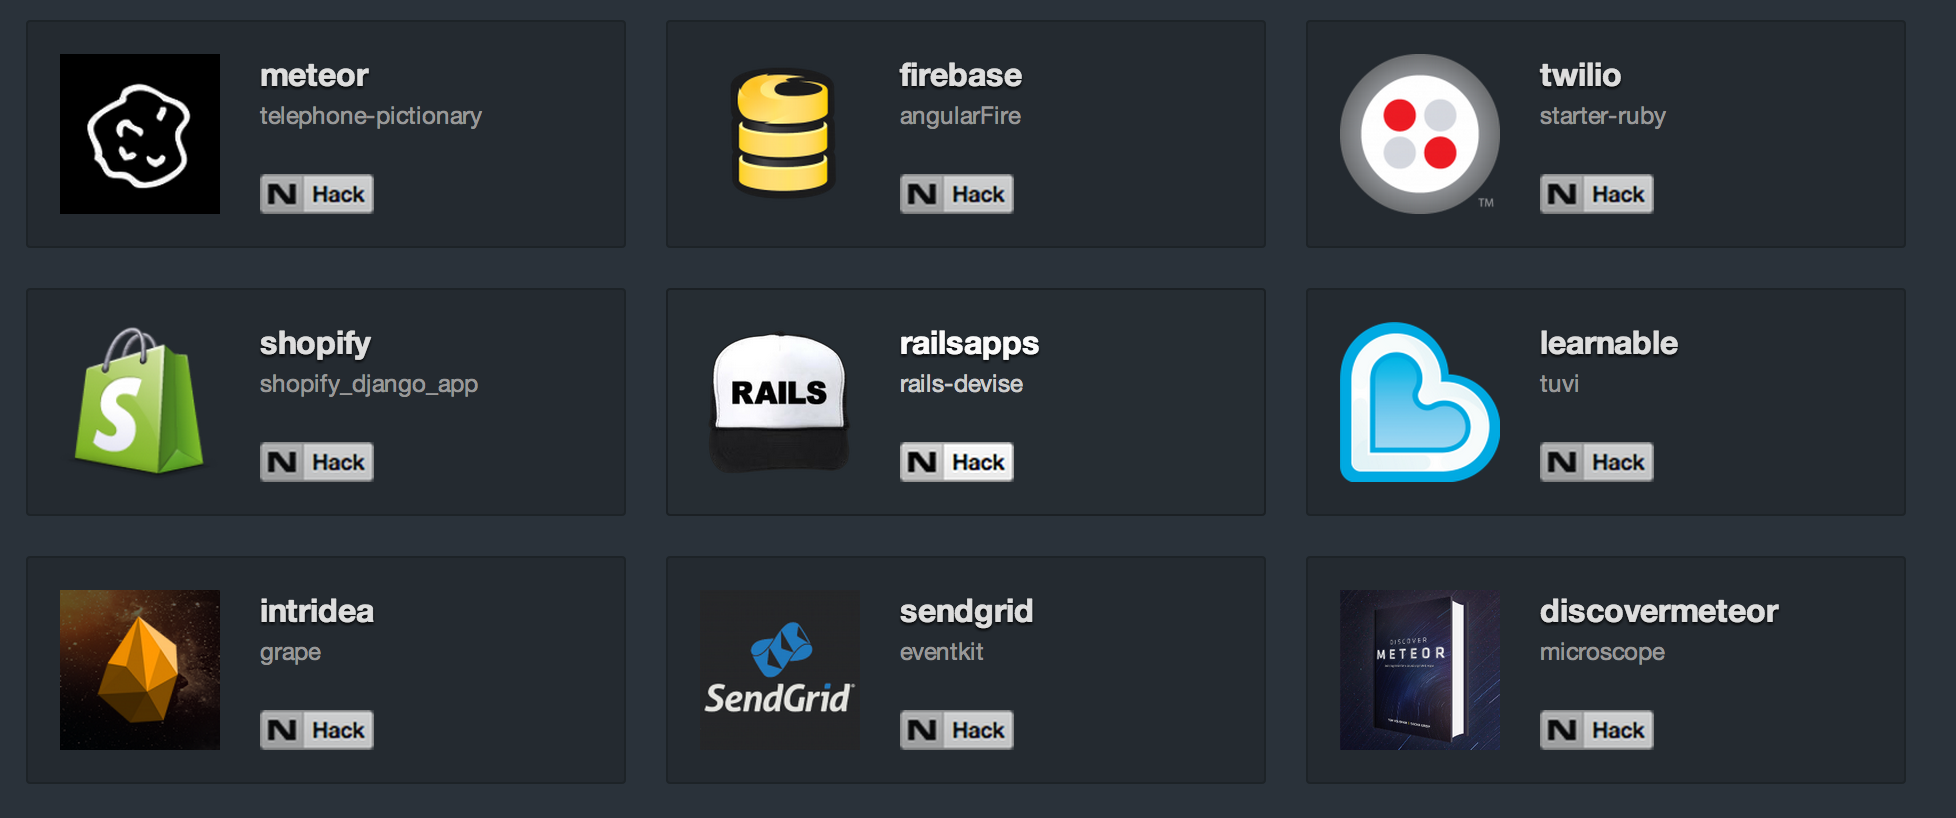 meteor
telephone-pictionary
N Hack
firebase
angularFire
N Hack
twilio
starter-ruby
TM
N Hack
shopify
shopify_django_app
S
N Hack
RAILS
railsapps
rails-devise
N Hack
learnable
tuvi
N Hack
intridea
grape
N Hack
SendGrid
sendgrid
eventkit
N Hack
DISCOVER
METEOR
discovermeteor
microscope
N Hack